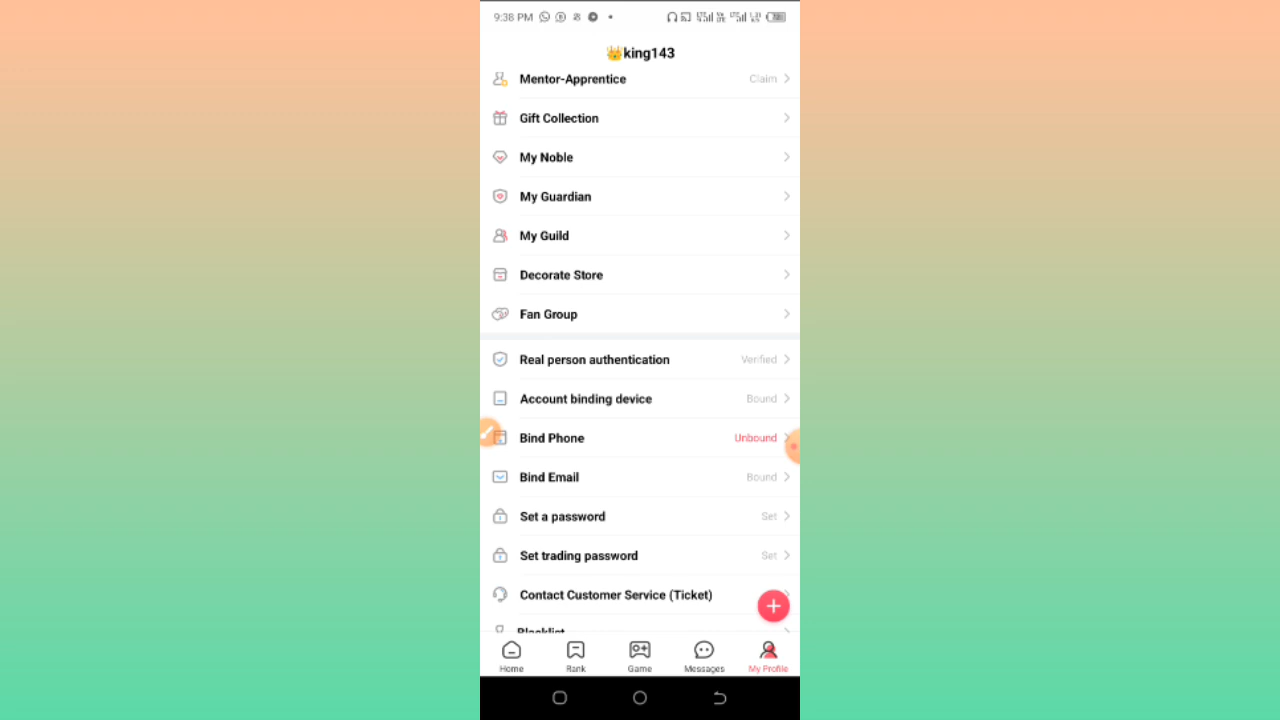 9:38 PM
👑king143
Mentor-Apprentice Claim
Gift Collection
My Noble
My Guardian
My Guild
Decorate Store
Fan Group
Real person authentication Verified
Account binding device Bound
Bind Phone Unbound
Bind Email Bound
Set a password Set
Set trading password Set
Contact Customer Service (Ticket)
Blacklist
Home Rank Game Messages My Profile